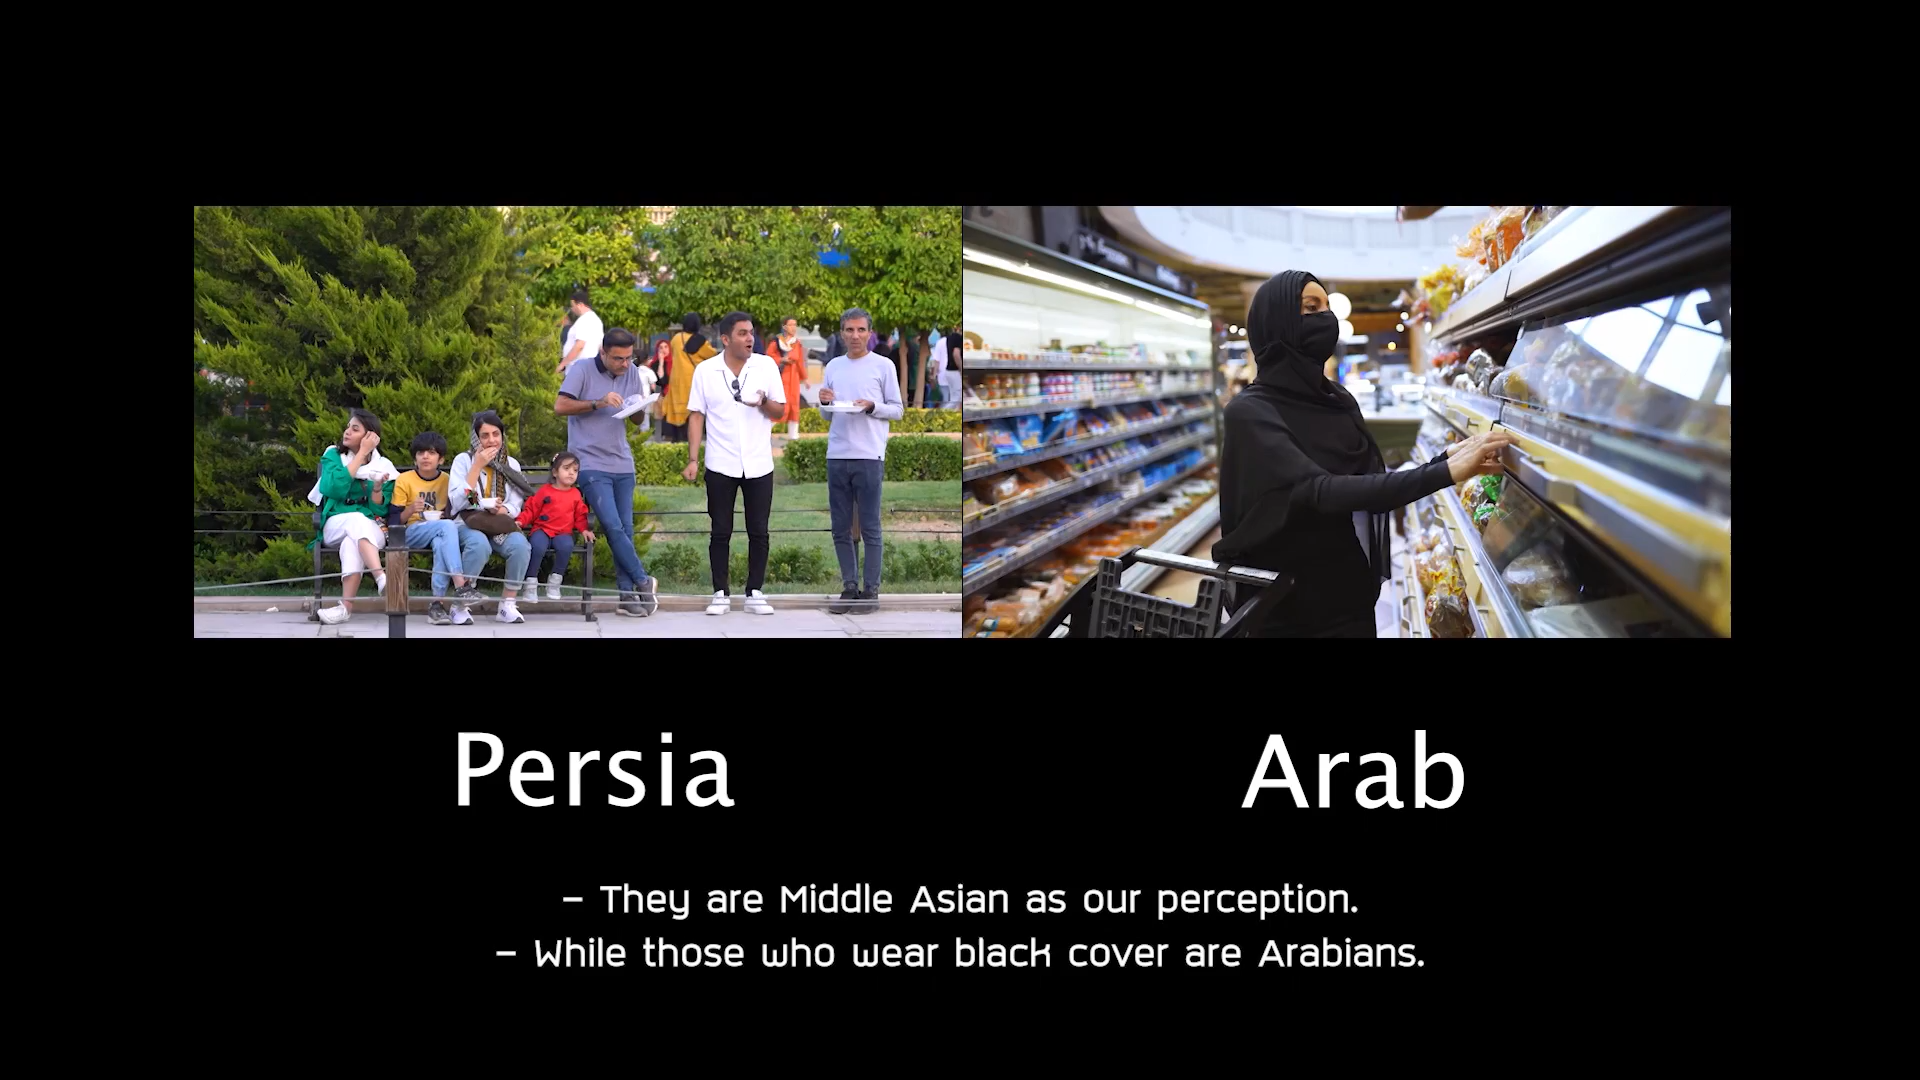 Persia
Arab
– They are Middle Asian as our perception.
– While those who wear black cover are Arabians.